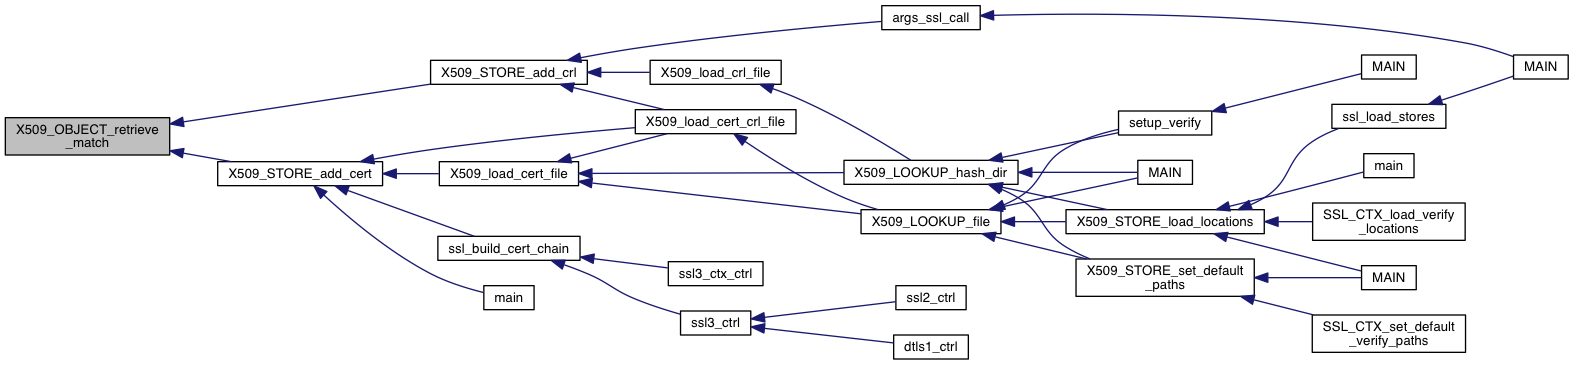 args_ssl_call
X509_STORE_add_crl
X509_load_crl_file
MAIN
MAIN
X509_OBJECT_retrieve
_match
X509_load_cert_crl_file
setup_verify
ssl_load_stores
X509_STORE_add_cert
X509_load_cert_file
X509_LOOKUP_hash_dir
MAIN
main
X509_LOOKUP_file
X509_STORE_load_locations
SSL_CTX_load_verify
_locations
ssl_build_cert_chain
ssl3_ctx_ctrl
X509_STORE_set_default
_paths
MAIN
main
ssl3_ctrl
ssl2_ctrl
dtls1_ctrl
SSL_CTX_set_default
_verify_paths